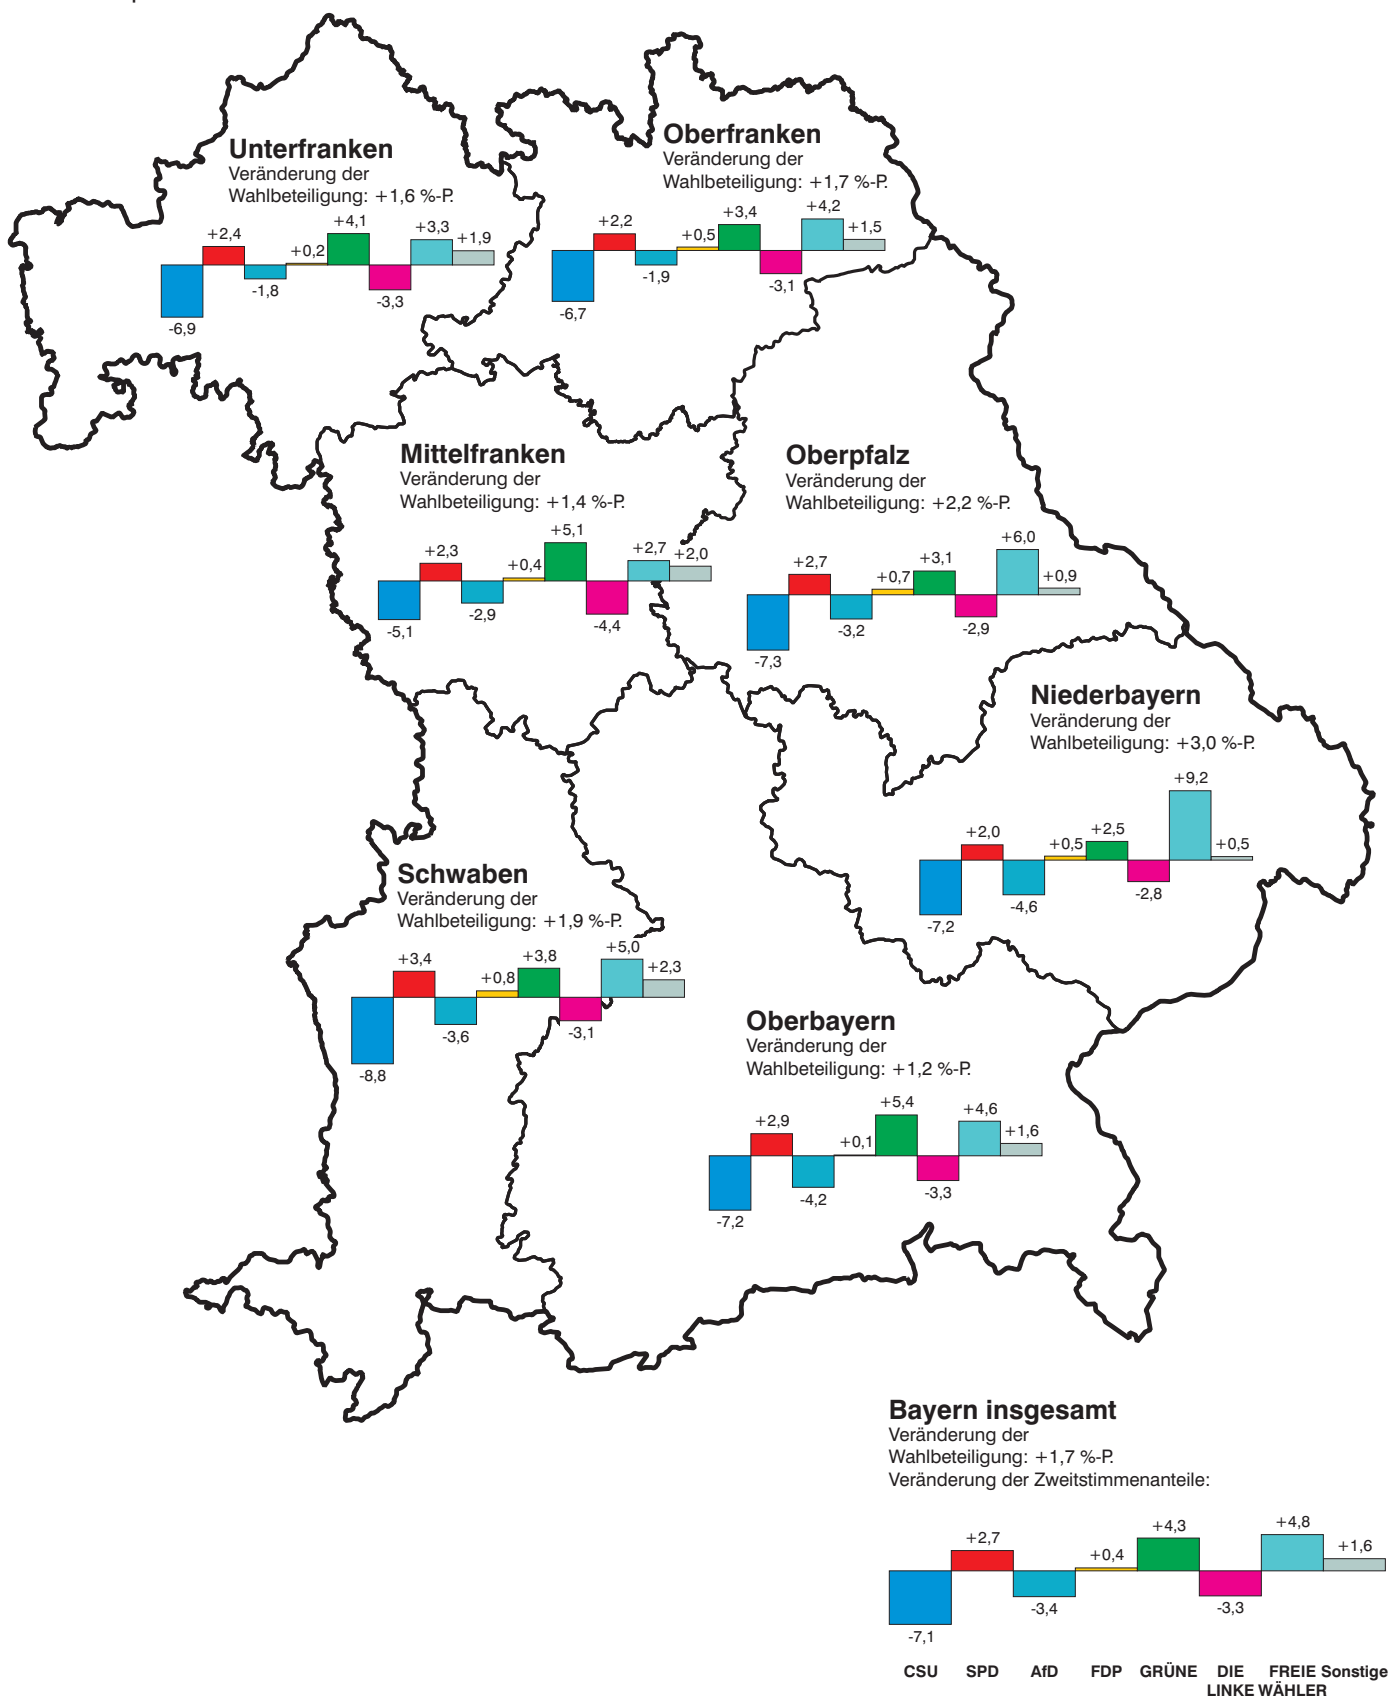 Unterfranken
Veränderung der
Wahlbeteiligung: +1,6 %-P.
+2,4
+0,2
+4,1
+3,3
+1,9
-6,9
-1,8
-3,3
Oberfranken
Veränderung der
Wahlbeteiligung: +1,7 %-P.
+2,2
+0,5
+3,4
+4,2
+1,5
-6,7
-1,9
-3,1
Mittelfranken
Veränderung der
Wahlbeteiligung: +1,4 %-P.
+2,3
+0,4
+5,1
+2,7
+2,0
-5,1
-2,9
-4,4
Oberpfalz
Veränderung der
Wahlbeteiligung: +2,2 %-P.
+2,7
+0,7
+3,1
+6,0
+0,9
-7,3
-3,2
-2,9
Niederbayern
Veränderung der
Wahlbeteiligung: +3,0 %-P.
+2,0
+0,5
+2,5
+9,2
+0,5
-7,2
-4,6
-2,8
Schwaben
Veränderung der
Wahlbeteiligung: +1,9 %-P.
+3,4
+0,8
+3,8
+5,0
+2,3
-8,8
-3,6
-3,1
Oberbayern
Veränderung der
Wahlbeteiligung: +1,2 %-P.
+2,9
+0,1
+5,4
+4,6
+1,6
-7,2
-4,2
-3,3
Bayern insgesamt
Veränderung der
Wahlbeteiligung: +1,7 %-P.
Veränderung der Zweitstimmenanteile:
+2,7
+0,4
+4,3
+4,8
+1,6
-7,1
-3,4
-3,3
CSU SPD AfD FDP GRÜNE DIE FREIE Sonstige
LINKE WÄHLER